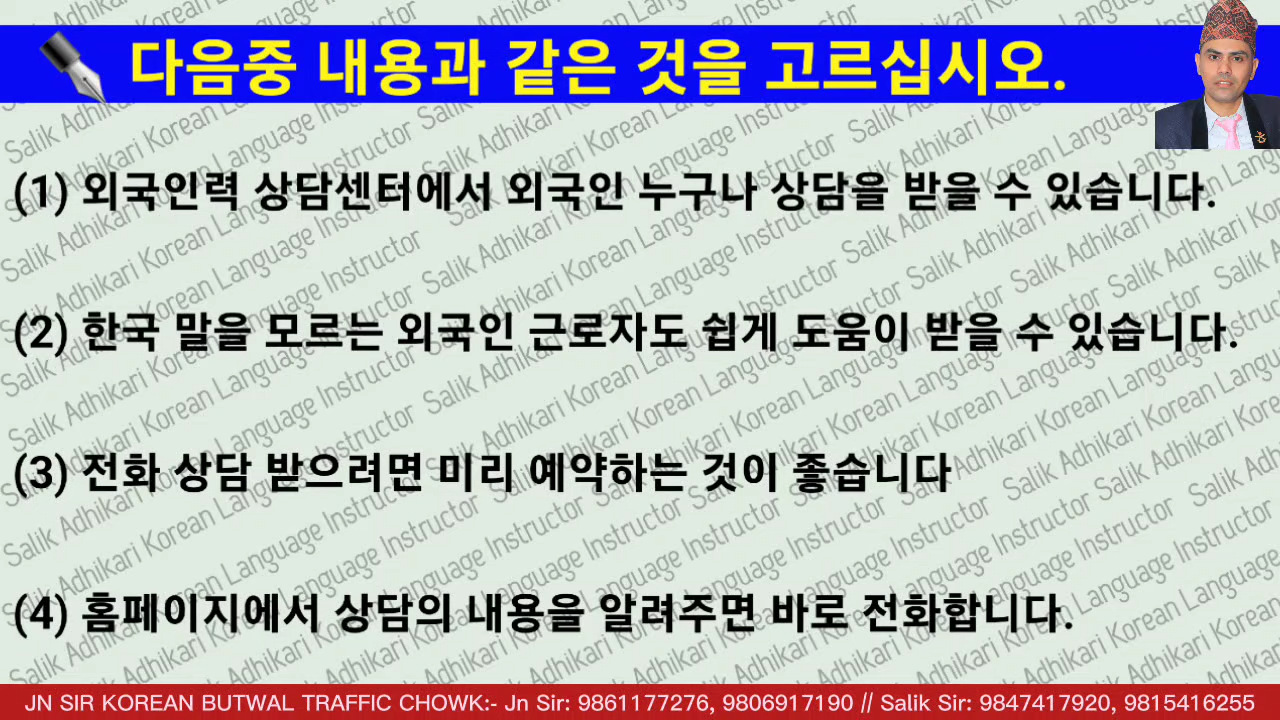 다음중 내용과 같은 것을 고르십시오.
(1) 외국인력 상담센터에서 외국인 누구나 상담을 받을 수 있습니다.
(2) 한국 말을 모르는 외국인 근로자도 쉽게 도움이 받을 수 있습니다.
(3) 전화 상담 받으려면 미리 예약하는 것이 좋습니다
(4) 홈페이지에서 상담의 내용을 알려주면 바로 전화합니다.
Salik Adhikari Korean Language Instructor
JN SIR KOREAN BUTWAL TRAFFIC CHOWK:- Jn Sir: 9861177276, 9806917190 // Salik Sir: 9847417920, 9815416255